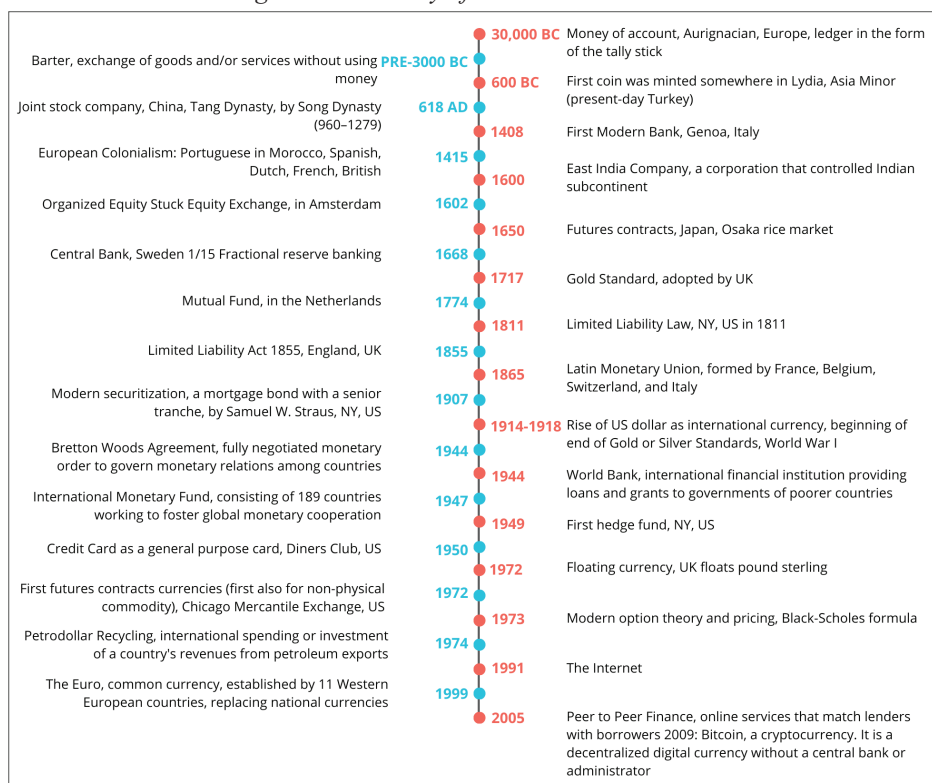 30,000 BC Money of account, Aurignacian, Europe, ledger in the form
of the tally stick
Barter, exchange of goods and/or services without using PRE-3000 BC
money
600 BC First coin was minted somewhere in Lydia, Asia Minor
(present-day Turkey)
Joint stock company, China, Tang Dynasty, by Song Dynasty 618 AD
(960–1279)
1408 First Modern Bank, Genoa, Italy
European Colonialism: Portuguese in Morocco, Spanish, 1415
Dutch, French, British
1600 East India Company, a corporation that controlled Indian
subcontinent
Organized Equity Stuck Equity Exchange, in Amsterdam 1602
1650 Futures contracts, Japan, Osaka rice market
Central Bank, Sweden 1/15 Fractional reserve banking 1668
1717 Gold Standard, adopted by UK
Mutual Fund, in the Netherlands 1774
1811 Limited Liability Law, NY, US in 1811
Limited Liability Act 1855, England, UK 1855
1865 Latin Monetary Union, formed by France, Belgium,
Switzerland, and Italy
Modern securitization, a mortgage bond with a senior 1907
tranche, by Samuel W. Straus, NY, US
1914-1918 Rise of US dollar as international currency, beginning of
end of Gold or Silver Standards, World War I
Bretton Woods Agreement, fully negotiated monetary 1944
order to govern monetary relations among countries
1944 World Bank, international financial institution providing
loans and grants to governments of poorer countries
International Monetary Fund, consisting of 189 countries 1947
working to foster global monetary cooperation
1949 First hedge fund, NY, US
Credit Card as a general purpose card, Diners Club, US 1950
1972 Floating currency, UK floats pound sterling
First futures contracts currencies (first also for non-physical 1972
commodity), Chicago Mercantile Exchange, US
1973 Modern option theory and pricing, Black-Scholes formula
Petrodollar Recycling, international spending or investment 1974
of a country's revenues from petroleum exports
1991 The Internet
The Euro, common currency, established by 11 Western 1999
European countries, replacing national currencies
2005 Peer to Peer Finance, online services that match lenders
with borrowers 2009: Bitcoin, a cryptocurrency. It is a
decentralized digital currency without a central bank or
administrator